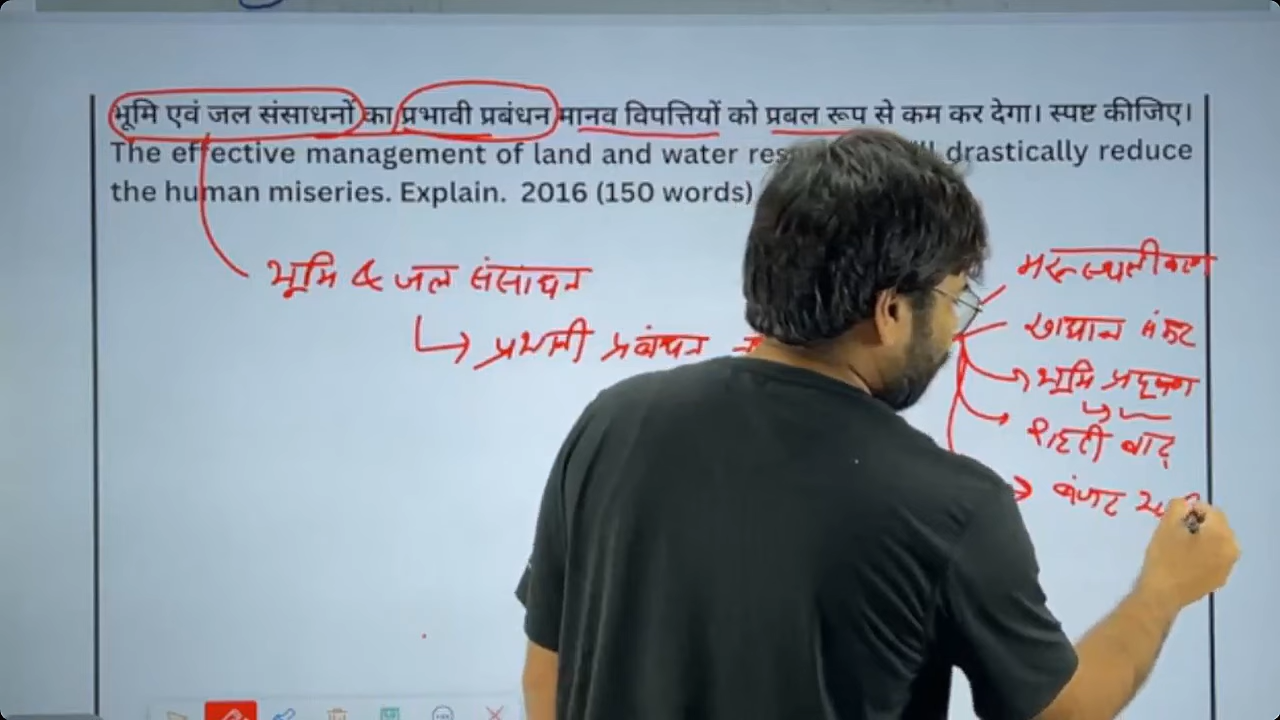 भूमि एवं जल संसाधनों का प्रभावी प्रबंधन मानव विपत्तियों को प्रबल रूप से कम कर देगा। स्पष्ट कीजिए।
The effective management of land and water drastically reduce
the human miseries. Explain. 2016 (150 words)
भूमि & जल संसाधन
प्रभावी प्रबंधन
मरुस्थलीकरण
खाद्यान्न संकट
भूमि प्रदूषण
शहरी बाढ़
बंजर